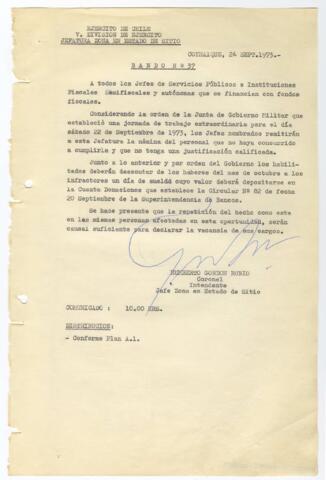 EJERCITO DE CHILE
V. DIVISION DE EJERCITO
JEFATURA ZONA EN ESTADO DE SITIO
COYHAIQUE, 24 SEPT.1973.-
BANDO Nº 37
A todos los Jefes de Servicios Públicos e Instituciones
Fiscales Semifiscales y autónomas que se financian con fondos
fiscales.
Considerando la orden de la Junta de Gobierno Militar que
estableció una jornada de trabajo extraordinaria para el día
sábado 22 de Septiembre de 1973, los Jefes nombrados remitirán
a esta Jefatura la nómina del personal que no haya concurrido
a cumplirla y que no tenga una justificación calificada.
Junto a lo anterior y por orden del Gobierno los habili-
tados deberán descontar de los haberes del mes de octubre a los
infractores un día de sueldo cuyo valor deberá depositarse en
la Cuenta Donaciones que establece la Circular Nº 82 de fecha
20 Septiembre de la Superintendencia de Bancos.
Se hace presente que la repetición del hecho como este
en las mismas personas afectadas en esta oportunidad, serán
causal suficiente para declarar la vacancia de sus cargos.
HUMBERTO GORDON RUBIO
Coronel
Intendente
Jefe Zona en Estado de Sitio
COMUNICADO : 10.00 HRS.
DISTRIBUCION:
- Conforme Plan A.1.